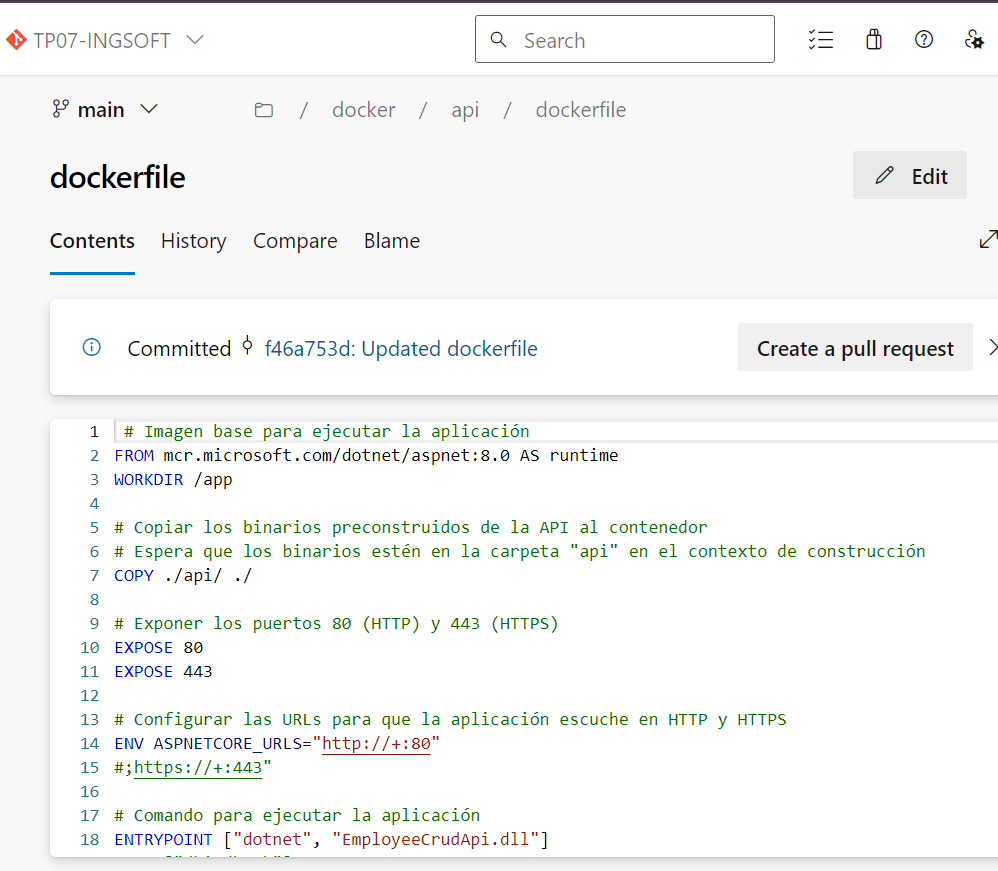 TP07-INGSOFT
Search
main
/ docker / api / dockerfile
dockerfile
Edit
Contents History Compare Blame
Committed f46a753d: Updated dockerfile
Create a pull request
1 # Imagen base para ejecutar la aplicación
2 FROM mcr.microsoft.com/dotnet/aspnet:8.0 AS runtime
3 WORKDIR /app
4
5 # Copiar los binarios preconstruidos de la API al contenedor
6 # Espera que los binarios estén en la carpeta "api" en el contexto de construcción
7 COPY ./api/ ./
8
9 # Exponer los puertos 80 (HTTP) y 443 (HTTPS)
10 EXPOSE 80
11 EXPOSE 443
12
13 # Configurar las URLs para que la aplicación escuche en HTTP y HTTPS
14 ENV ASPNETCORE_URLS="http://+:80"
15 #;https://+:443"
16
17 # Comando para ejecutar la aplicación
18 ENTRYPOINT ["dotnet", "EmployeeCrudApi.dll"]